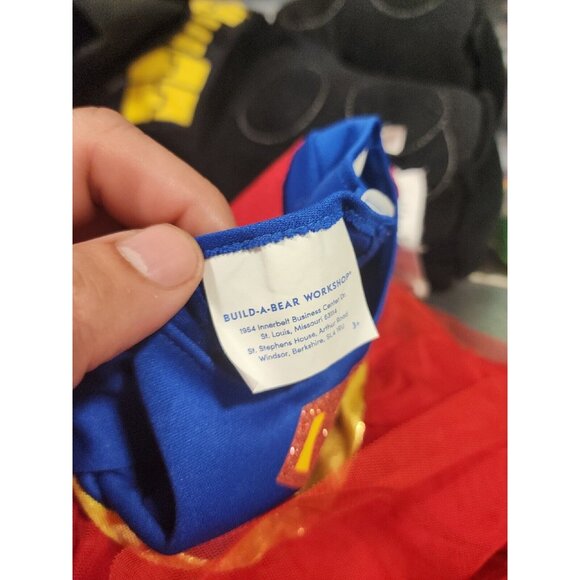 BUILD-A-BEAR WORKSHOP®
1954 Innerbelt Business Center Dr.
St. Louis, Missouri 63114
St. Stephens House, Arthur Road
Windsor, Berkshire, SL4 1RU
3+